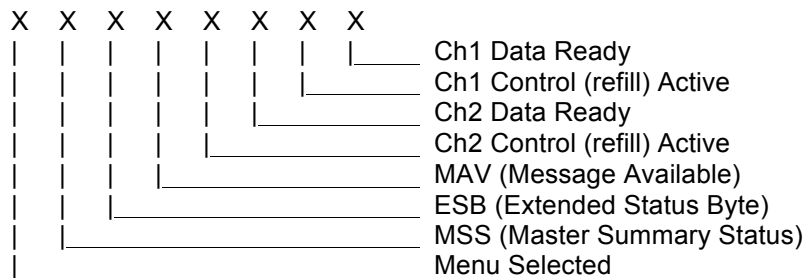 X X X X X X X X
Ch1 Data Ready
Ch1 Control (refill) Active
Ch2 Data Ready
Ch2 Control (refill) Active
MAV (Message Available)
ESB (Extended Status Byte)
MSS (Master Summary Status)
Menu Selected